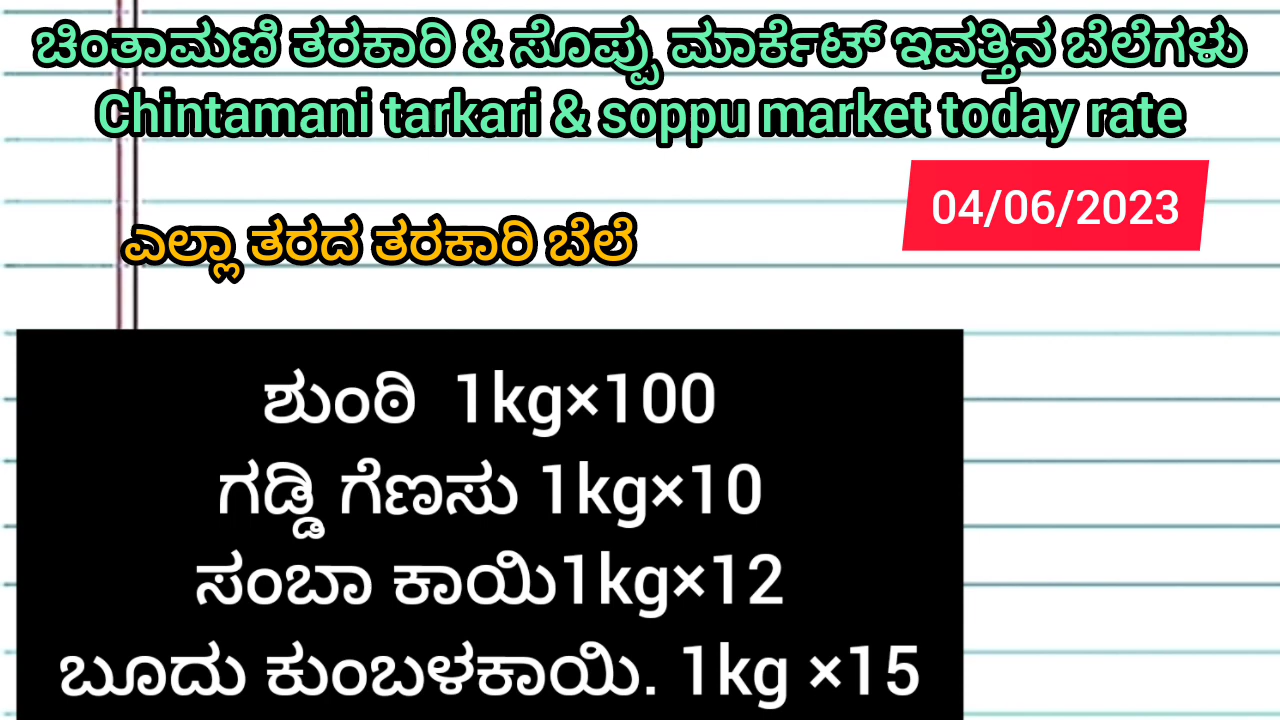 ಚಿಂತಾಮಣಿ ತರಕಾರಿ & ಸೊಪ್ಪು ಮಾರ್ಕೆಟ್ ಇವತ್ತಿನ ಬೆಲೆಗಳು
Chintamani tarkari & soppu market today rate
04/06/2023
ಎಲ್ಲಾ ತರದ ತರಕಾರಿ ಬೆಲೆ
ಶುಂಠಿ 1kg×100
ಗಡ್ಡಿ ಗೆಣಸು 1kg×10
ಸಂಬಾ ಕಾಯಿ1kg×12
ಬೂದು ಕುಂಬಳಕಾಯಿ. 1kg ×15